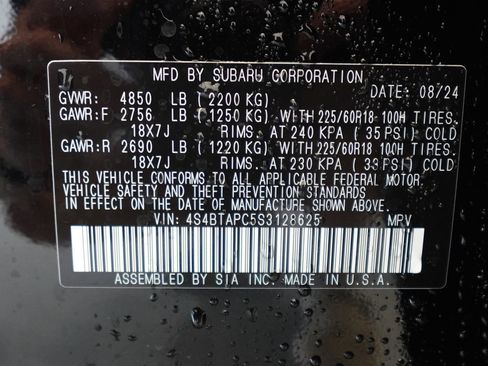 MFD BY SUBARU CORPORATION
DATE: 08/24
GVWR: 4850 LB ( 2200 KG)
GAWR:F 2756 LB ( 1250 KG) WITH 225/60R18 100H TIRES.
18X7J RIMS. AT 240 KPA ( 35 PSI) COLD
GAWR:R 2690 LB ( 1220 KG) WITH 225/60R18 100H TIRES.
18X7J RIMS. AT 230 KPA ( 33 PSI) COLD
THIS VEHICLE CONFORMS TO ALL APPLICABLE FEDERAL MOTOR
VEHICLE SAFETY AND THEFT PREVENTION STANDARDS
IN EFFECT ON THE DATE OF MANUFACTURE SHOWN ABOVE.
VIN: 4S4BTAPC5S3128625 MPV
ASSEMBLED BY SIA INC. MADE IN U.S.A.